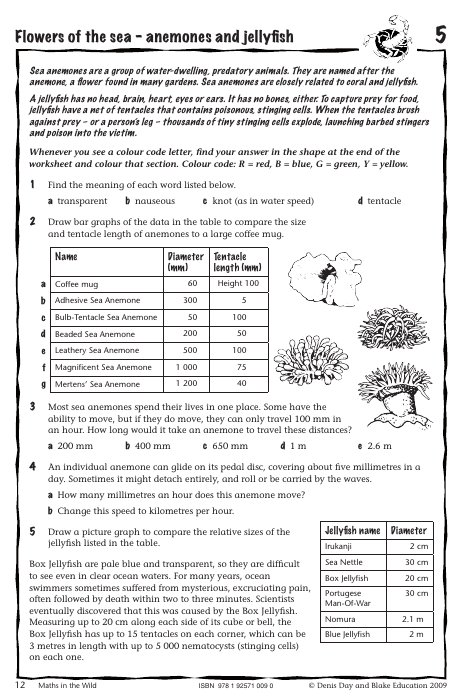 Flowers of the sea – anemones and jellyfish
5
Sea anemones are a group of water-dwelling, predatory animals. They are named after the
anemone, a flower found in many gardens. Sea anemones are closely related to coral and jellyfish.
A jellyfish has no head, brain, heart, eyes or ears. It has no bones, either. To capture prey for food,
jellyfish have a net of tentacles that contains poisonous, stinging cells. When the tentacles brush
against prey – or a person's leg – thousands of tiny stinging cells explode, launching barbed stingers
and poison into the victim.
Whenever you see a colour code letter, find your answer in the shape at the end of the
worksheet and colour that section. Colour code: R = red, B = blue, G = green, Y = yellow.
1 Find the meaning of each word listed below.
a transparent b nauseous c knot (as in water speed) d tentacle
2 Draw bar graphs of the data in the table to compare the size
and tentacle length of anemones to a large coffee mug.
Name Diameter (mm) Tentacle length (mm)
a Coffee mug 60 Height 100
b Adhesive Sea Anemone 300 5
c Bulb-Tentacle Sea Anemone 50 100
d Beaded Sea Anemone 200 50
e Leathery Sea Anemone 500 100
f Magnificent Sea Anemone 1 000 75
g Mertens' Sea Anemone 1 200 40
3 Most sea anemones spend their lives in one place. Some have the
ability to move, but if they do move, they can only travel 100 mm in
an hour. How long would it take an anemone to travel these distances?
a 200 mm b 400 mm c 650 mm d 1 m e 2.6 m
4 An individual anemone can glide on its pedal disc, covering about five millimetres in a
day. Sometimes it might detach entirely, and roll or be carried by the waves.
a How many millimetres an hour does this anemone move?
b Change this speed to kilometres per hour.
5 Draw a picture graph to compare the relative sizes of the
jellyfish listed in the table.
Box Jellyfish are pale blue and transparent, so they are difficult
to see even in clear ocean waters. For many years, ocean
swimmers sometimes suffered from mysterious, excruciating pain,
often followed by death within two to three minutes. Scientists
eventually discovered that this was caused by the Box Jellyfish.
Measuring up to 20 cm along each side of its cube or bell, the
Box Jellyfish has up to 15 tentacles on each corner, which can be
3 metres in length with up to 5 000 nematocysts (stinging cells)
on each one.
Jellyfish name Diameter
Irukanji 2 cm
Sea Nettle 30 cm
Box Jellyfish 20 cm
Portugese 30 cm
Man-Of-War
Nomura 2.1 m
Blue Jellyfish 2 m
12 Maths in the Wild ISBN 978 1 92571 009 0 © Denis Day and Blake Education 2009